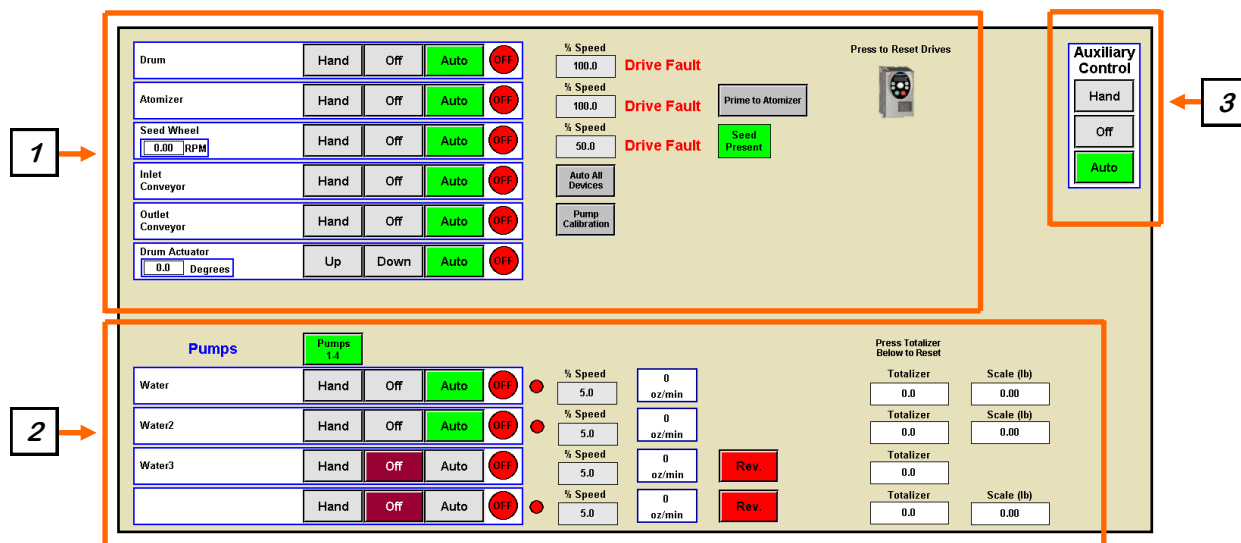 1
Drum
Hand Off Auto OFF
% Speed
100.0
Drive Fault
Press to Reset Drives
Atomizer
Hand Off Auto OFF
% Speed
100.0
Drive Fault
Prime to Atomizer
Seed Wheel
0.00 RPM
Hand Off Auto OFF
% Speed
50.0
Drive Fault
Seed
Present
Inlet
Conveyor
Hand Off Auto OFF
Auto All
Devices
Outlet
Conveyor
Hand Off Auto OFF
Pump
Calibration
Drum Actuator
0.0 Degrees
Up Down Auto OFF
Auxiliary
Control
Hand
Off
Auto
3
2
Pumps
Pumps
1-4
Press Totalizer
Below to Reset
Water
Hand Off Auto OFF
% Speed
5.0
0
oz/min
Totalizer
0.0
Scale (lb)
0.00
Water2
Hand Off Auto OFF
% Speed
5.0
0
oz/min
Totalizer
0.0
Scale (lb)
0.00
Water3
Hand Off Auto OFF
% Speed
5.0
0
oz/min
Rev.
Totalizer
0.0
Hand Off Auto OFF
% Speed
5.0
0
oz/min
Rev.
Totalizer
0.0
Scale (lb)
0.00